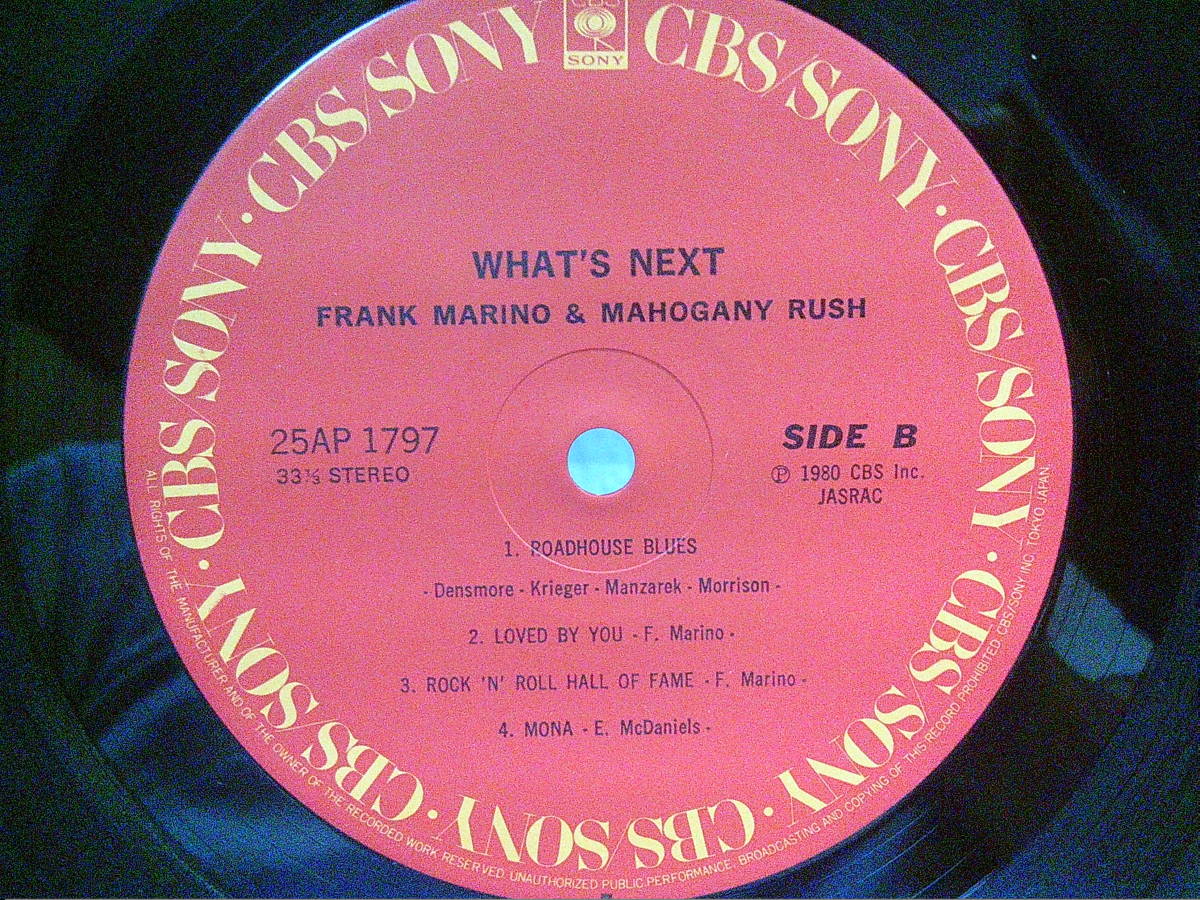 CBS
SONY
CBS/SONY · CBS/SONY · CBS/SONY · CBS/SONY · CBS/SONY · CBS/SONY · CBS/SONY · CBS/SONY
WHAT'S NEXT
FRANK MARINO & MAHOGANY RUSH
25AP 1797
33⅓ STEREO
SIDE B
Ⓟ 1980 CBS Inc.
JASRAC
1. ROADHOUSE BLUES
- Densmore - Krieger - Manzarek - Morrison -
2. LOVED BY YOU - F. Marino -
3. ROCK 'N' ROLL HALL OF FAME - F. Marino -
4. MONA - E. McDaniels -
ALL RIGHTS OF THE MANUFACTURER AND OF THE OWNER OF THE RECORDED WORK RESERVED. UNAUTHORIZED PUBLIC PERFORMANCE, BROADCASTING AND COPYING OF THIS RECORD PROHIBITED. CBS/SONY INC. TOKYO JAPAN.